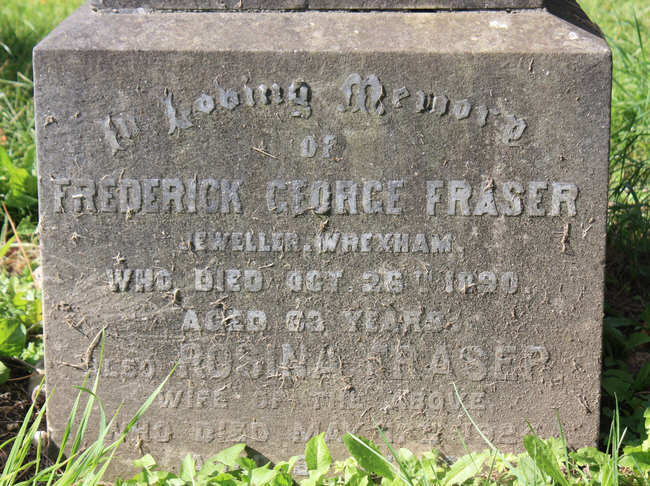 In Loving Memory
OF
FREDERICK GEORGE FRASER
JEWELLER, WREXHAM,
WHO DIED OCT. 26TH 1890,
AGED 63 YEARS.
ALSO ROSINA FRASER
WIFE OF THE ABOVE
WHO DIED